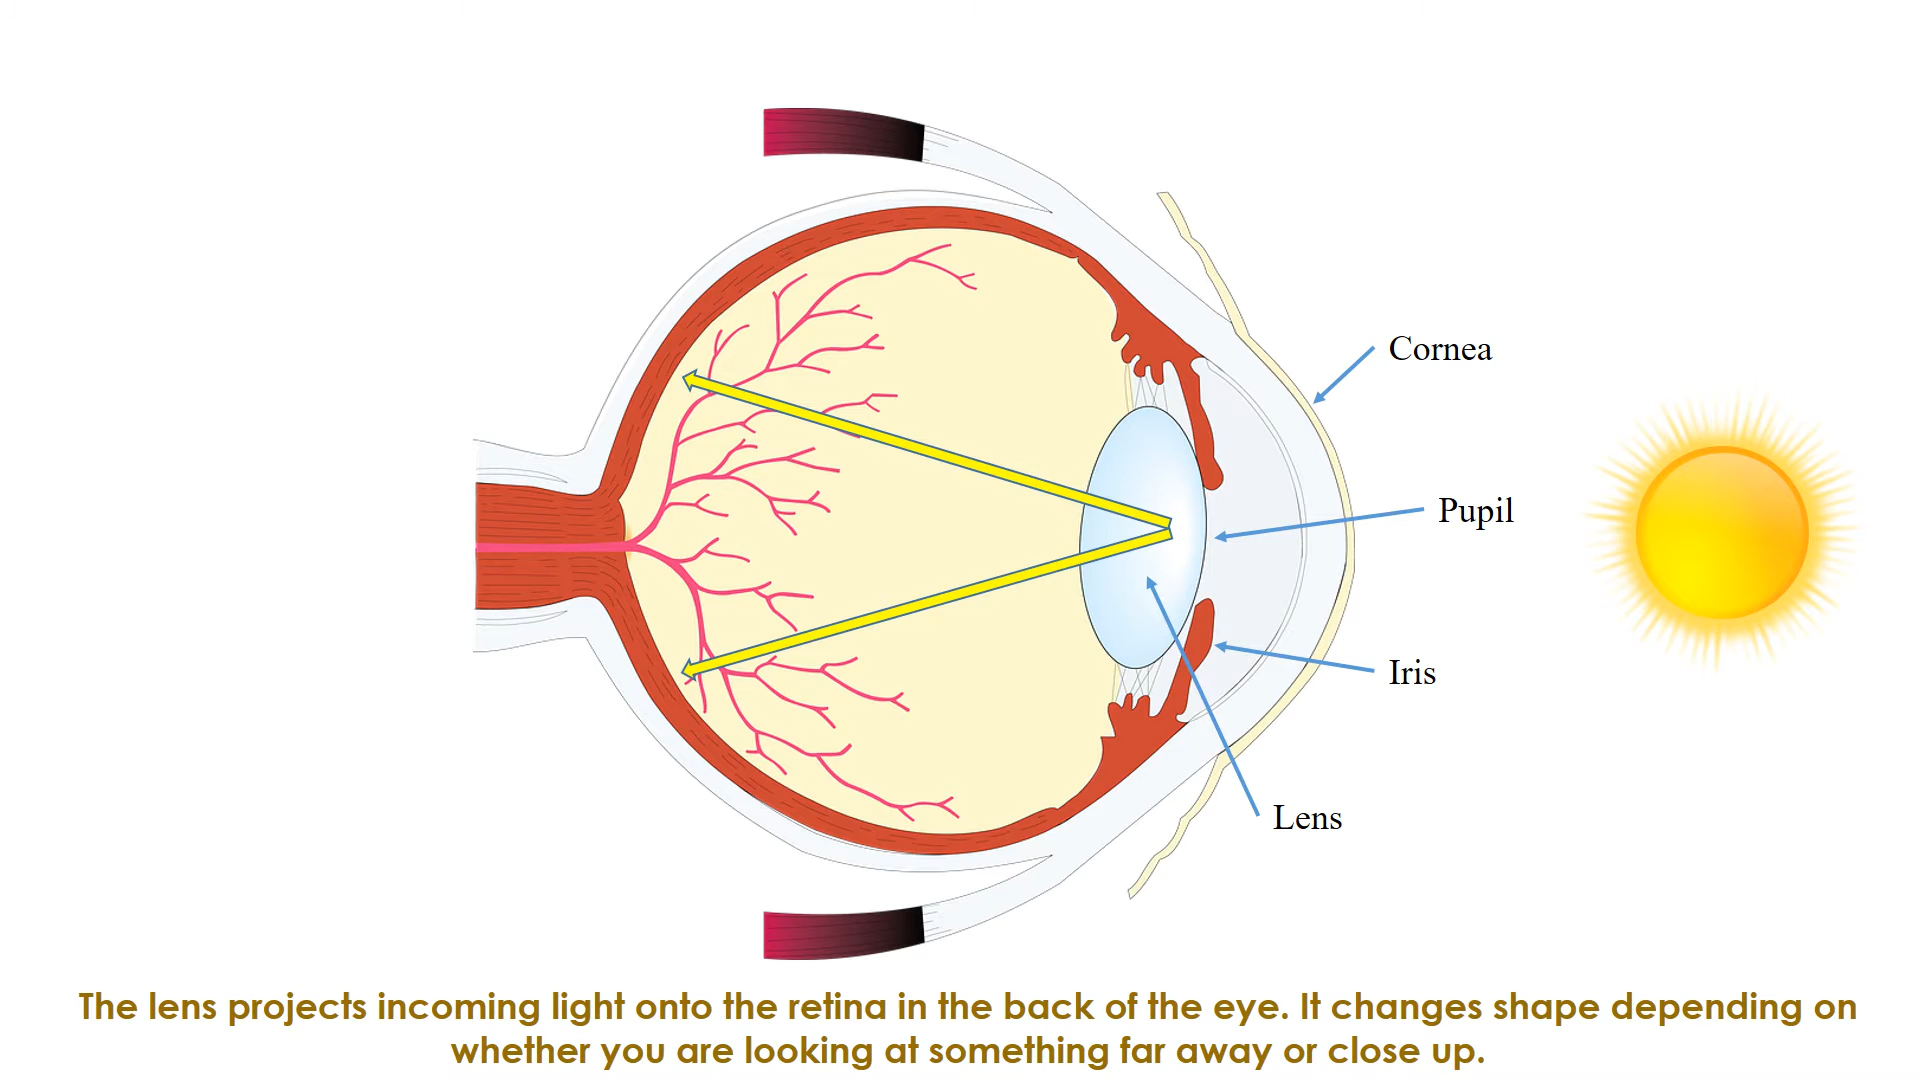 Cornea
Pupil
Iris
Lens
The lens projects incoming light onto the retina in the back of the eye. It changes shape depending on
whether you are looking at something far away or close up.